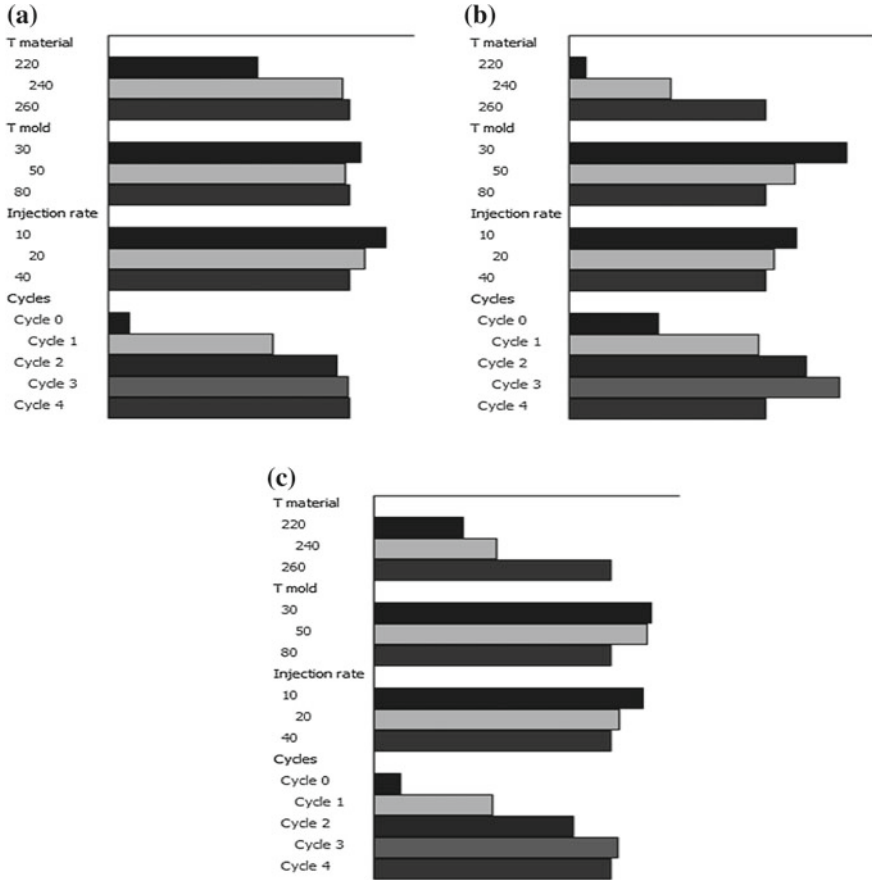 (a)
T material
220
240
260
T mold
30
50
80
Injection rate
10
20
40
Cycles
Cycle 0
Cycle 1
Cycle 2
Cycle 3
Cycle 4
(b)
T material
220
240
260
T mold
30
50
80
Injection rate
10
20
40
Cycles
Cycle 0
Cycle 1
Cycle 2
Cycle 3
Cycle 4
(c)
T material
220
240
260
T mold
30
50
80
Injection rate
10
20
40
Cycles
Cycle 0
Cycle 1
Cycle 2
Cycle 3
Cycle 4